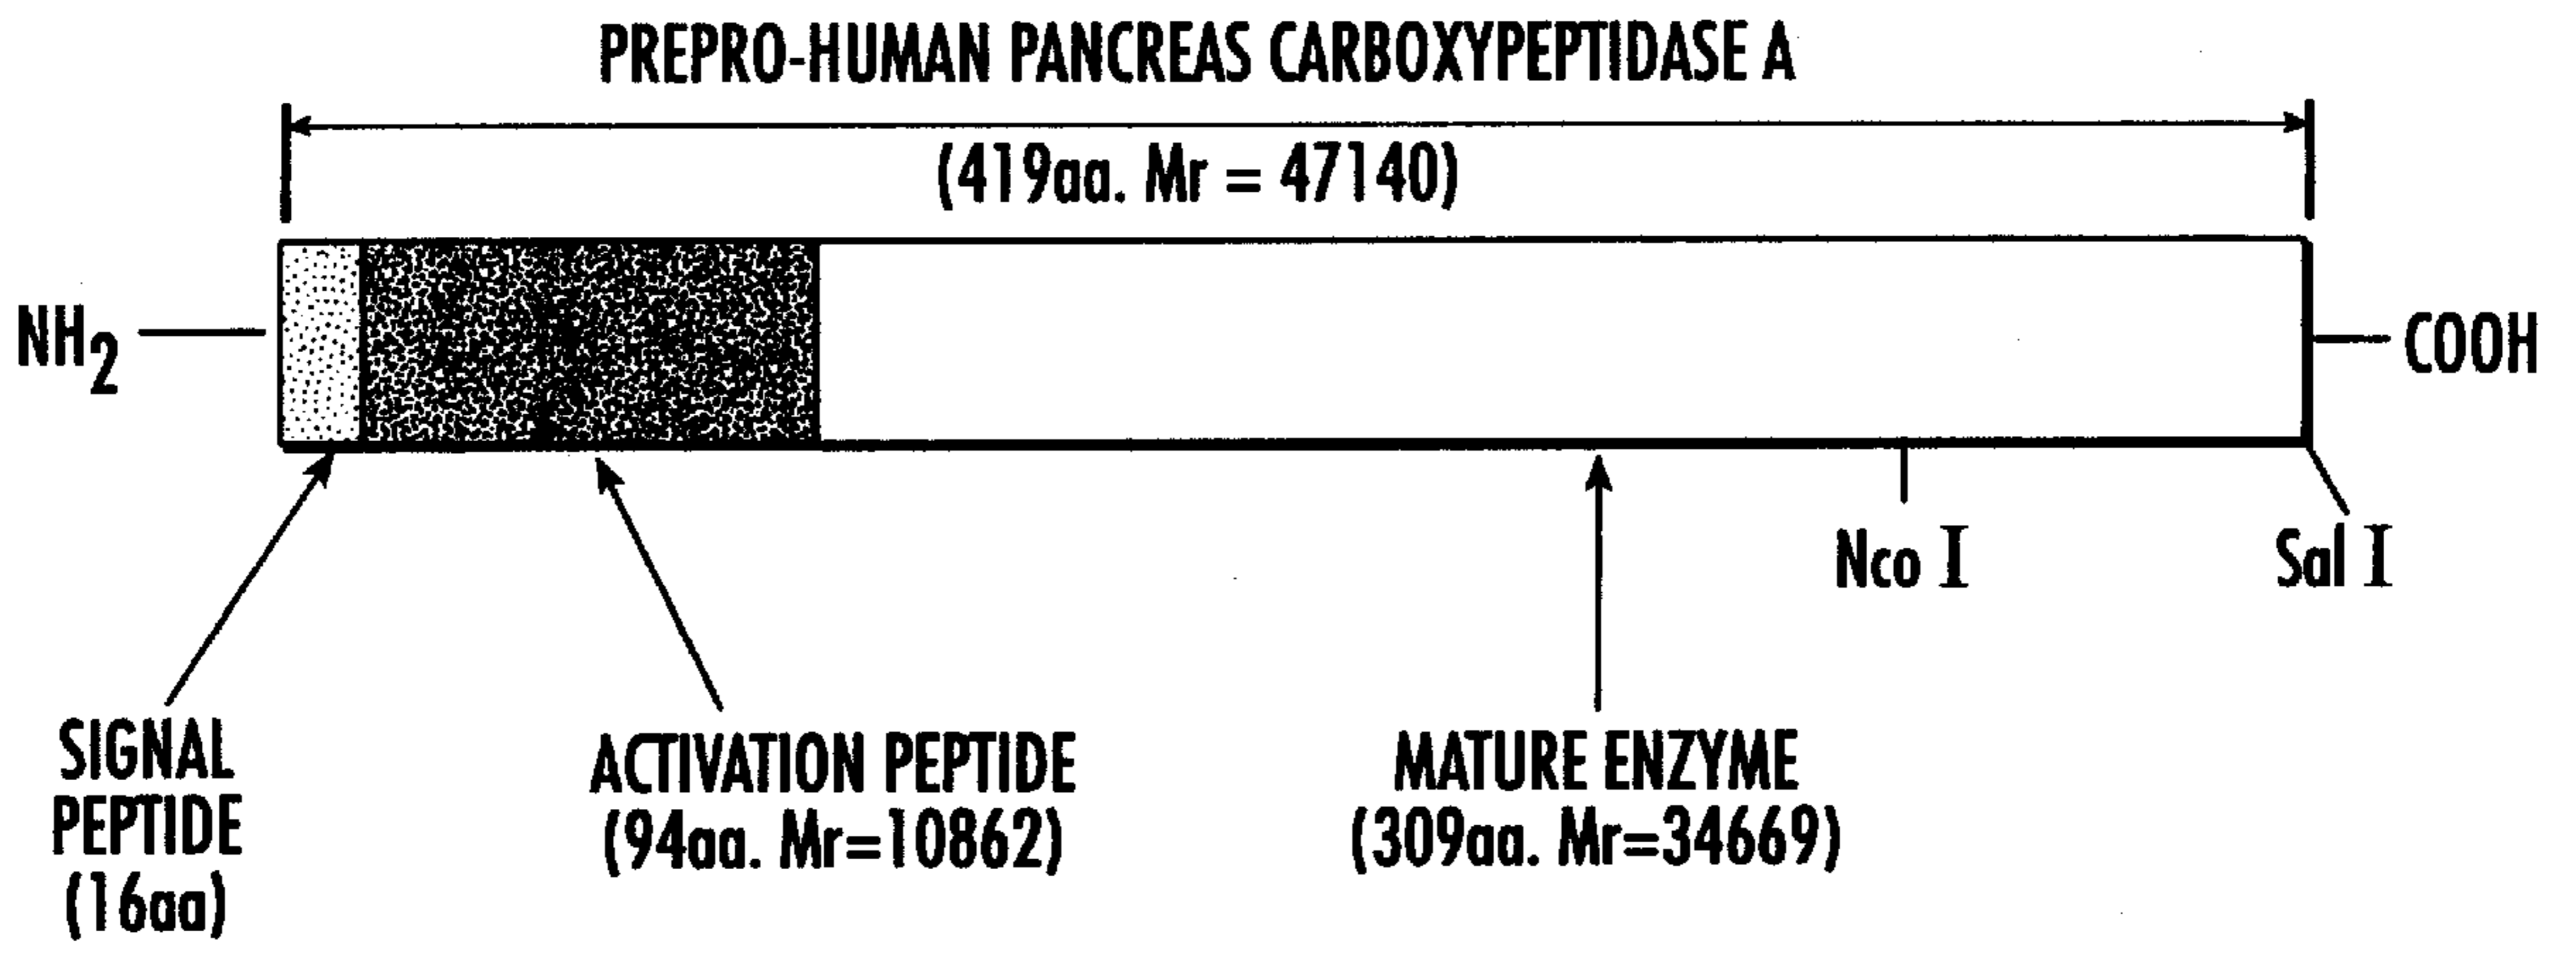 PREPRO-HUMAN PANCREAS CARBOXYPEPTIDASE A
(419aa. Mr = 47140)
NH2
COOH
Nco I
Sal I
SIGNAL
PEPTIDE
(16aa)
ACTIVATION PEPTIDE
(94aa. Mr=10862)
MATURE ENZYME
(309aa. Mr=34669)